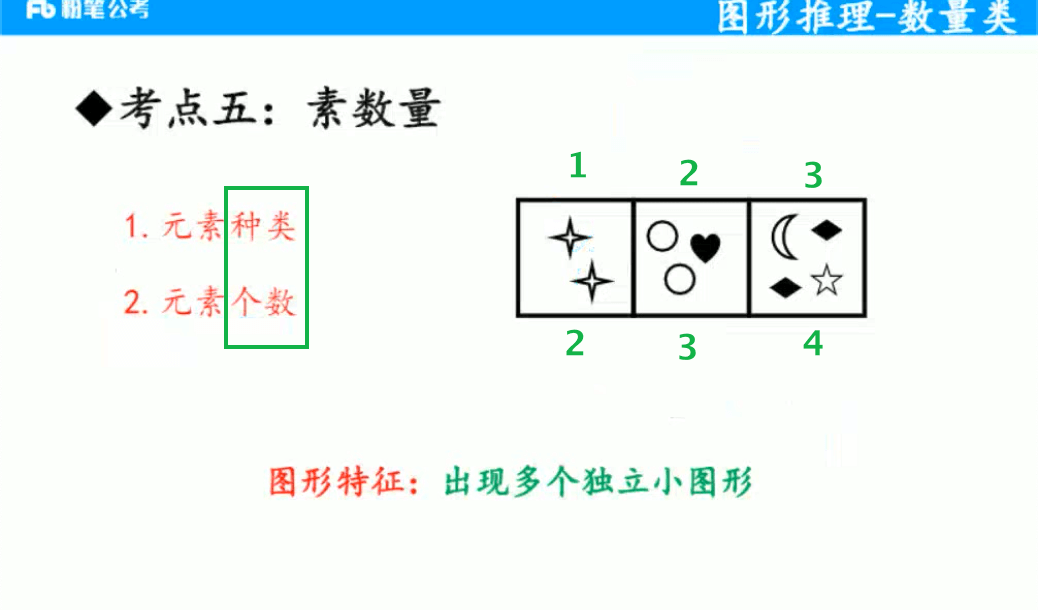 粉笔公考
图形推理-数量类
◆考点五：素数量
1 2 3
1. 元素种类
2. 元素个数
2 3 4
图形特征：出现多个独立小图形